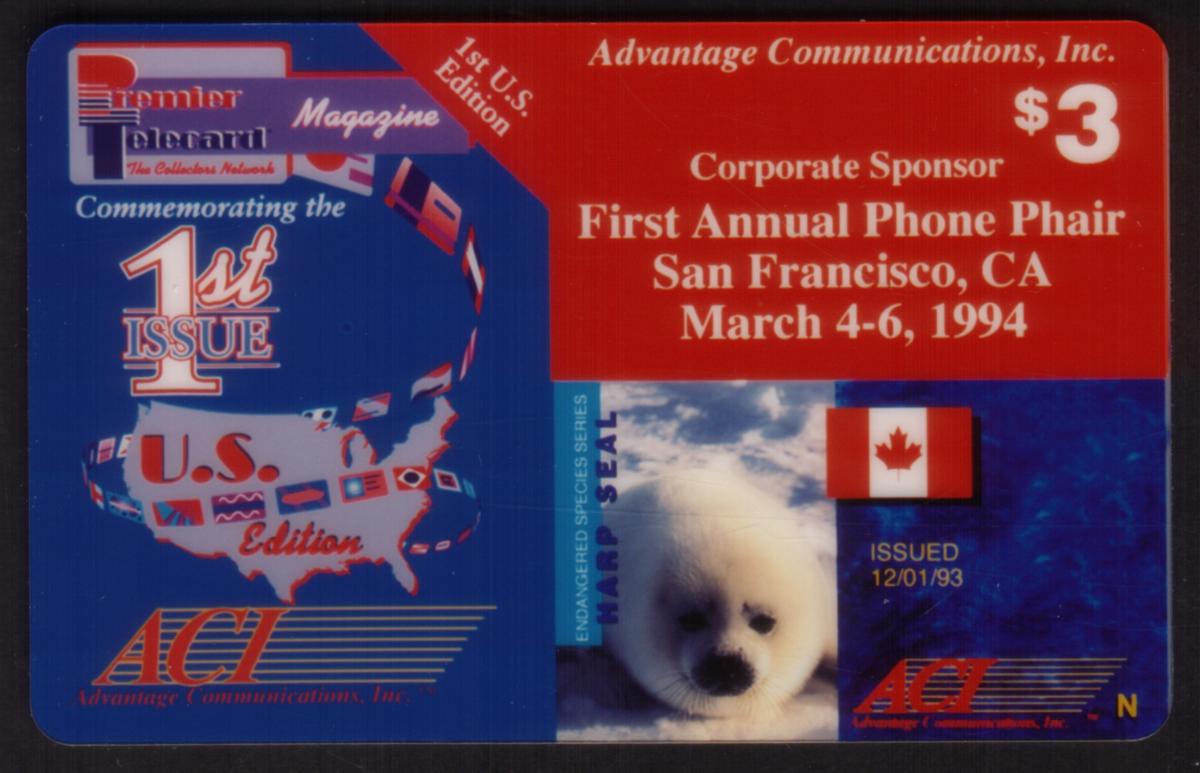 Premier
Telecard
The Collectors Network
Magazine
Commemorating the
1st
ISSUE
U.S.
Edition
ACI
Advantage Communications, Inc.™
1st U.S.
Edition
Advantage Communications, Inc.
$3
Corporate Sponsor
First Annual Phone Phair
San Francisco, CA
March 4-6, 1994
ENDANGERED SPECIES SERIES
HARP SEAL
ISSUED
12/01/93
ACI
Advantage Communications, Inc. ™
N